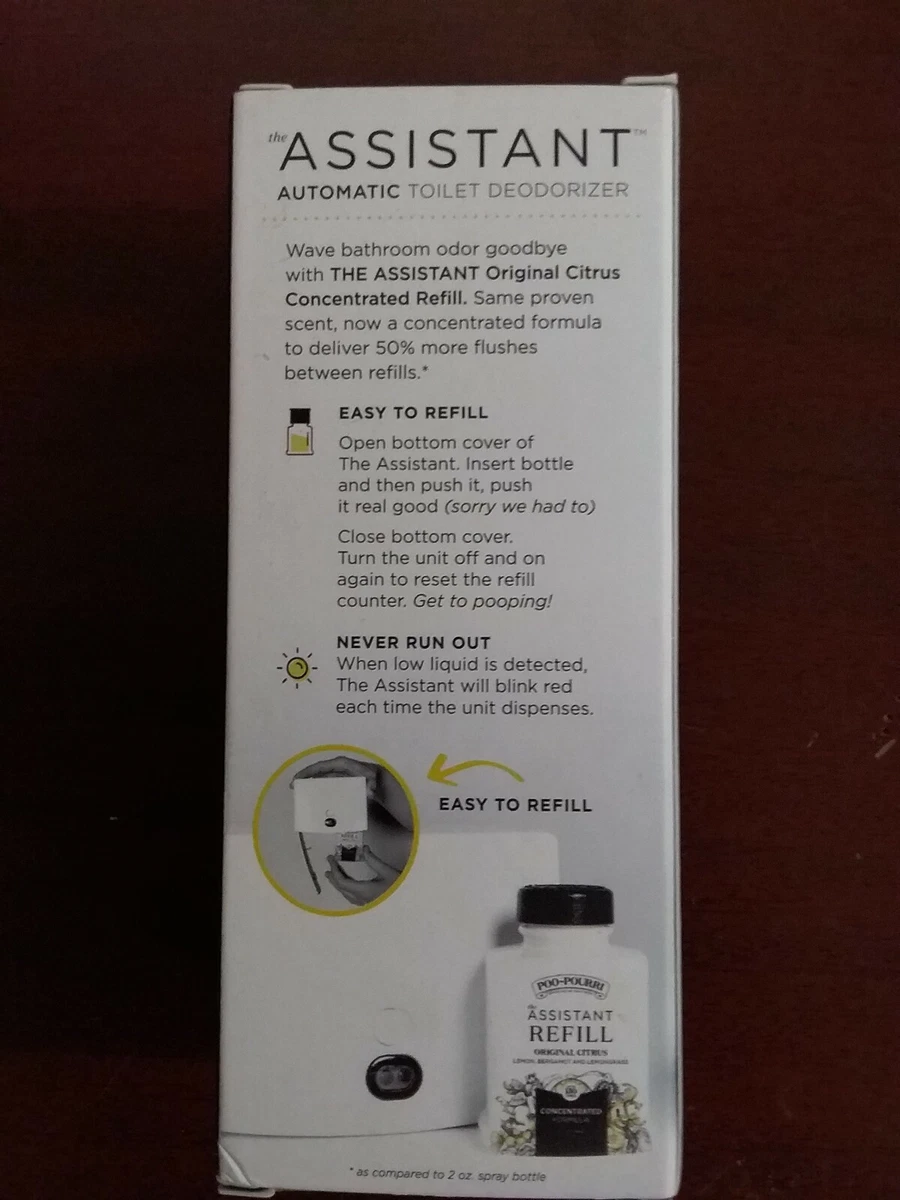 the ASSISTANT™
AUTOMATIC TOILET DEODORIZER
Wave bathroom odor goodbye
with THE ASSISTANT Original Citrus
Concentrated Refill. Same proven
scent, now a concentrated formula
to deliver 50% more flushes
between refills.*
EASY TO REFILL
Open bottom cover of
The Assistant. Insert bottle
and then push it, push
it real good (sorry we had to)
Close bottom cover.
Turn the unit off and on
again to reset the refill
counter. Get to pooping!
NEVER RUN OUT
When low liquid is detected,
The Assistant will blink red
each time the unit dispenses.
EASY TO REFILL
POO-POURRI
the
ASSISTANT
REFILL
ORIGINAL CITRUS
LEMON, BERGAMOT AND LEMONGRASS
CONCENTRATED
FORMULA
* as compared to 2 oz. spray bottle